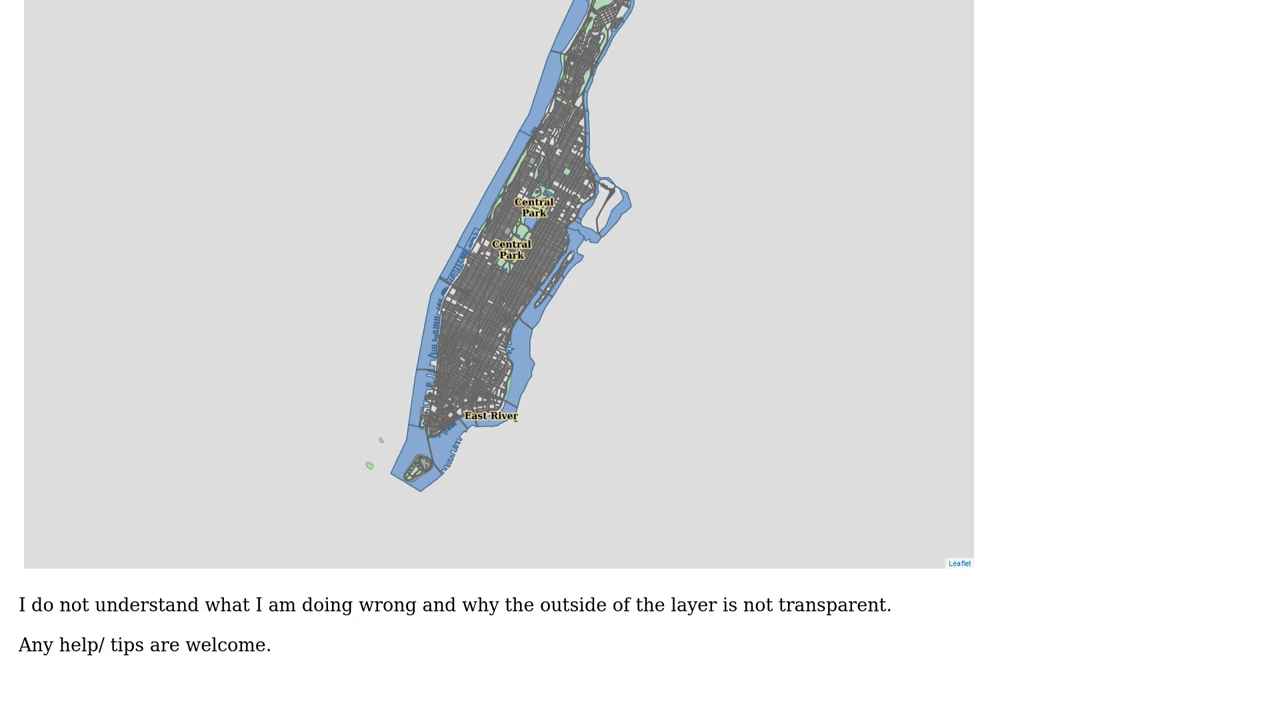 Central
Park
Central
Park
East River
Leaflet
I do not understand what I am doing wrong and why the outside of the layer is not transparent.
Any help/ tips are welcome.